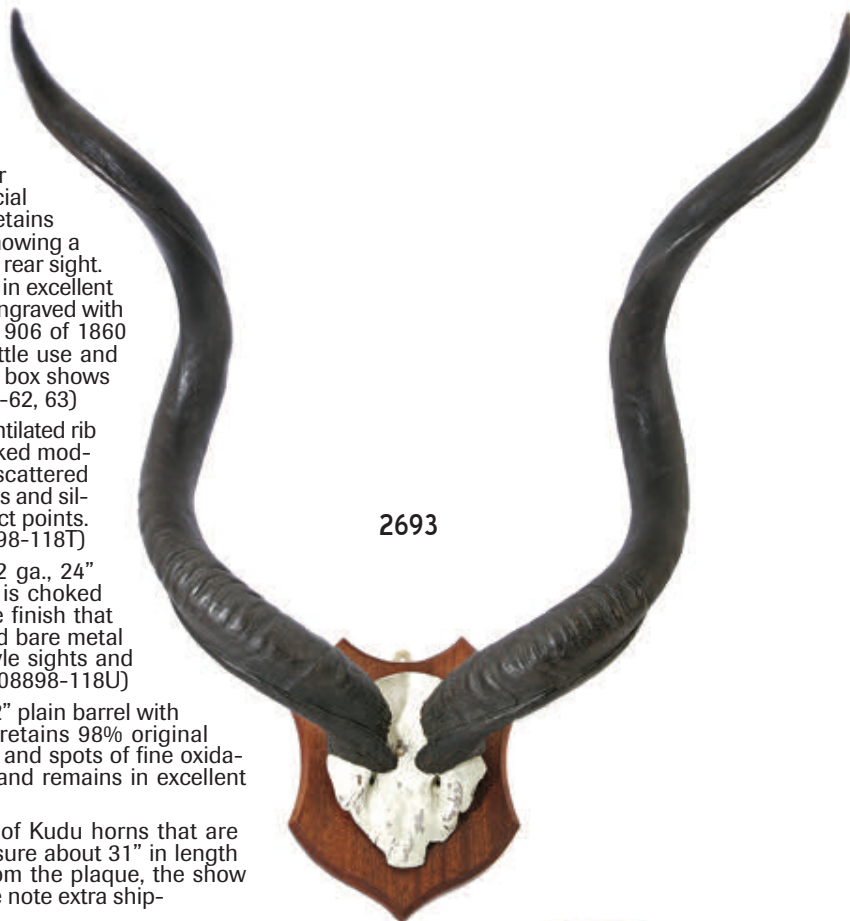 r
cial
etains
howing a
rear sight.
in excellent
ngraved with
906 of 1860
ttle use and
box shows
-62, 63)
ntilated rib
ked mod-
scattered
s and sil-
ct points.
98-118T)
2 ga., 24”
is choked
e finish that
d bare metal
yle sights and
08898-118U)
2” plain barrel with
retains 98% original
and spots of fine oxida-
and remains in excellent
of Kudu horns that are
sure about 31” in length
om the plaque, the show
e note extra ship-
2693